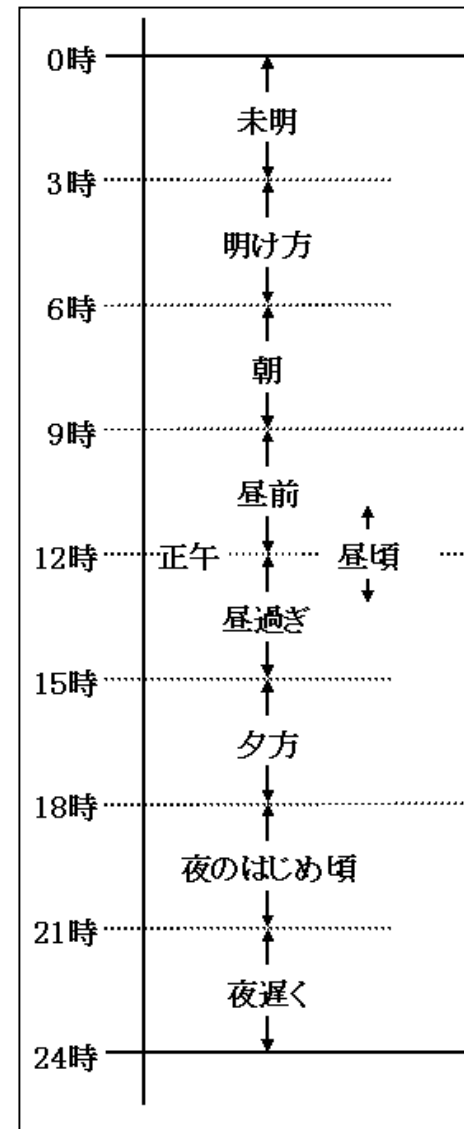 0時
未明
3時
明け方
6時
朝
9時
昼前
12時 正午 昼頃
昼過ぎ
15時
夕方
18時
夜のはじめ頃
21時
夜遅く
24時